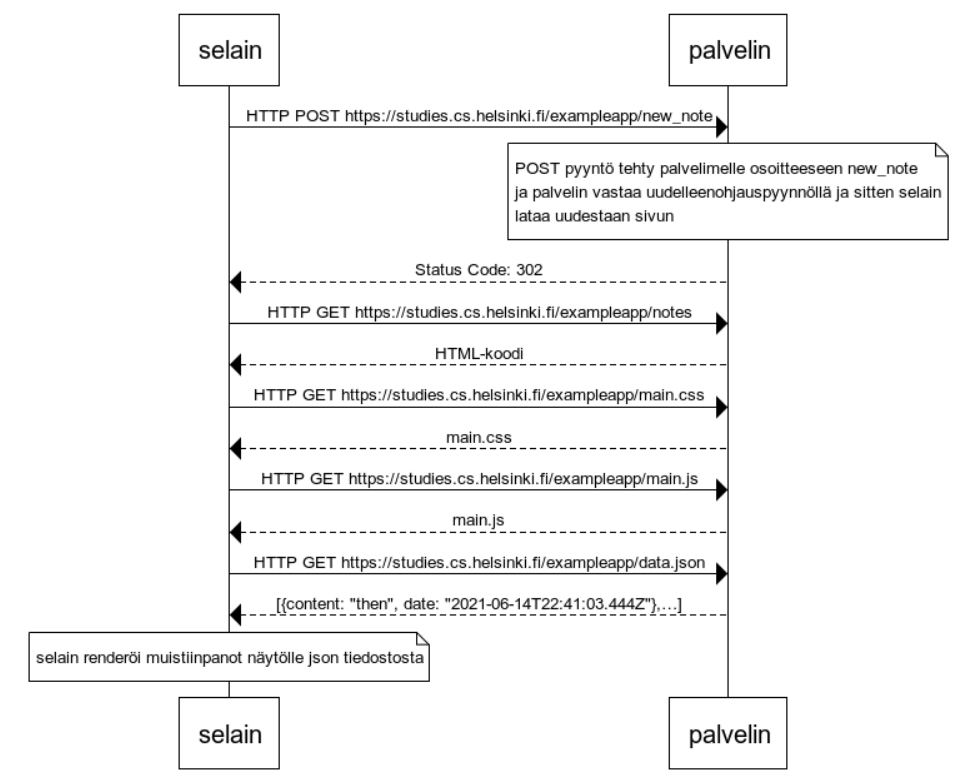 selain
palvelin
HTTP POST https://studies.cs.helsinki.fi/exampleapp/new_note
POST pyyntö tehty palvelimelle osoitteeseen new_note
ja palvelin vastaa uudelleenohjauspyynnöllä ja sitten selain
lataa uudestaan sivun
Status Code: 302
HTTP GET https://studies.cs.helsinki.fi/exampleapp/notes
HTML-koodi
HTTP GET https://studies.cs.helsinki.fi/exampleapp/main.css
main.css
HTTP GET https://studies.cs.helsinki.fi/exampleapp/main.js
main.js
HTTP GET https://studies.cs.helsinki.fi/exampleapp/data.json
[{content: "then", date: "2021-06-14T22:41:03.444Z"},…]
selain renderöi muistiinpanot näytölle json tiedostosta
selain
palvelin